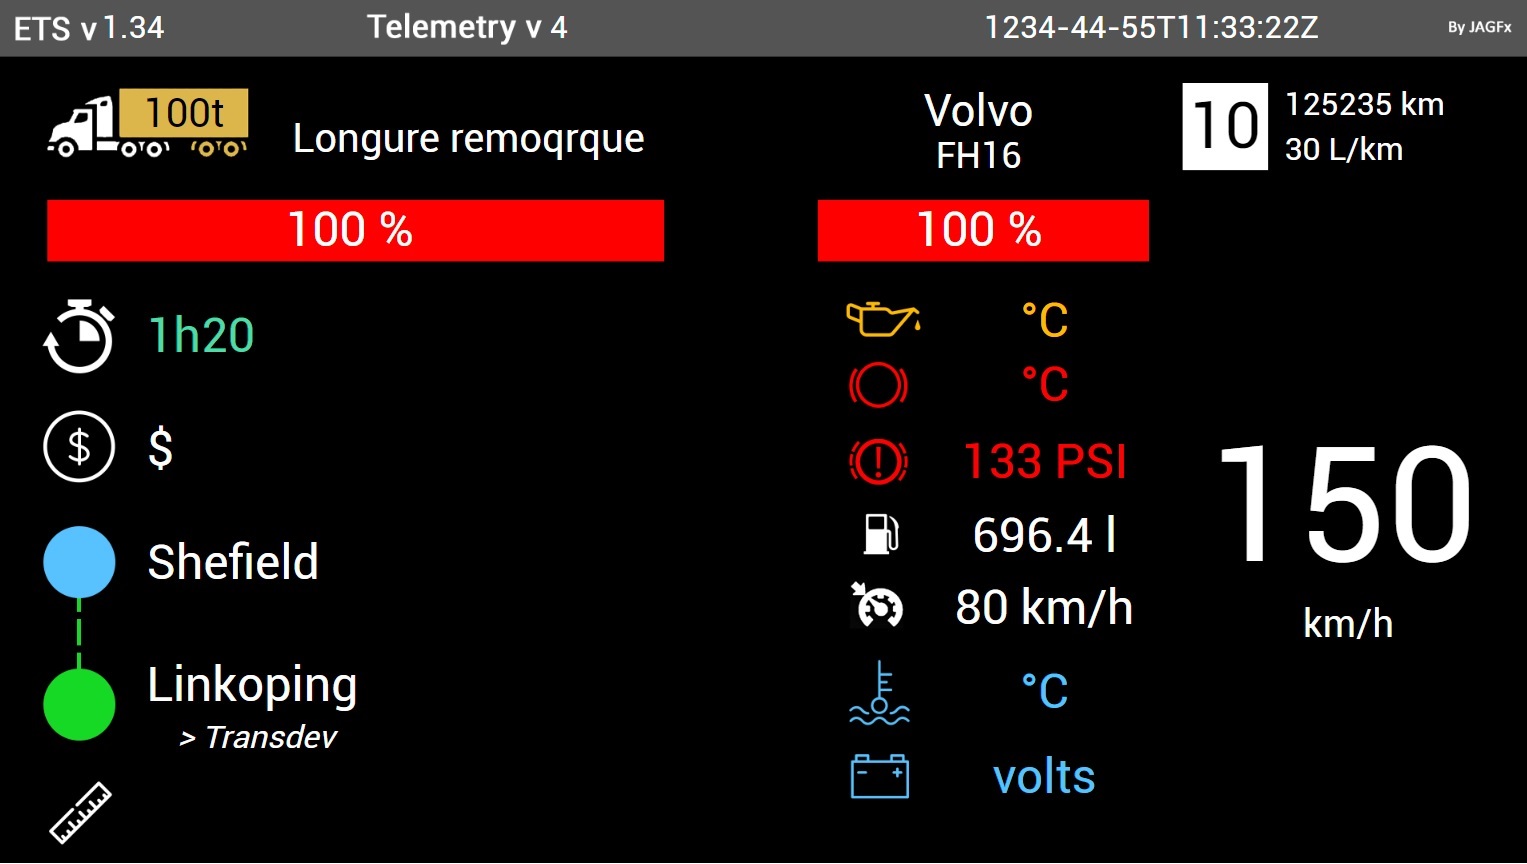 ETS v 1.34
Telemetry v 4
1234-44-55T11:33:22Z
By JAGFx
100t
Longure remoqrque
Volvo
FH16
10
125235 km
30 L/km
100 %
100 %
1h20
$
$
Shefield
Linkoping
> Transdev
°C
°C
133 PSI
696.4 l
80 km/h
°C
volts
150
km/h